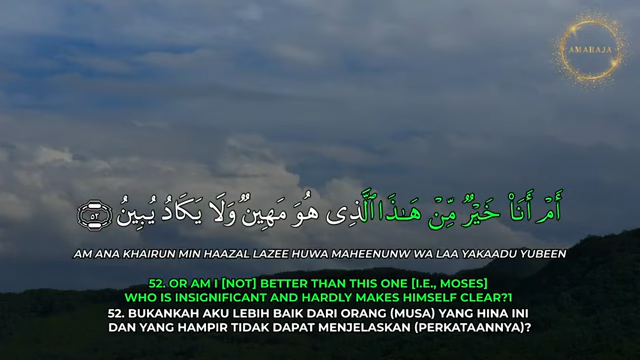 AMARAJA
أَمْ أَنَا۠ خَيْرٌ مِّنْ هَـٰذَا ٱلَّذِى هُوَ مَهِينٌ وَلَا يَكَادُ يُبِينُ ٥٢
AM ANA KHAIRUN MIN HAAZAL LAZEE HUWA MAHEENUNW WA LAA YAKAADU YUBEEN
52. OR AM I [NOT] BETTER THAN THIS ONE [I.E., MOSES]
WHO IS INSIGNIFICANT AND HARDLY MAKES HIMSELF CLEAR?1
52. BUKANKAH AKU LEBIH BAIK DARI ORANG (MUSA) YANG HINA INI
DAN YANG HAMPIR TIDAK DAPAT MENJELASKAN (PERKATAANNYA)?